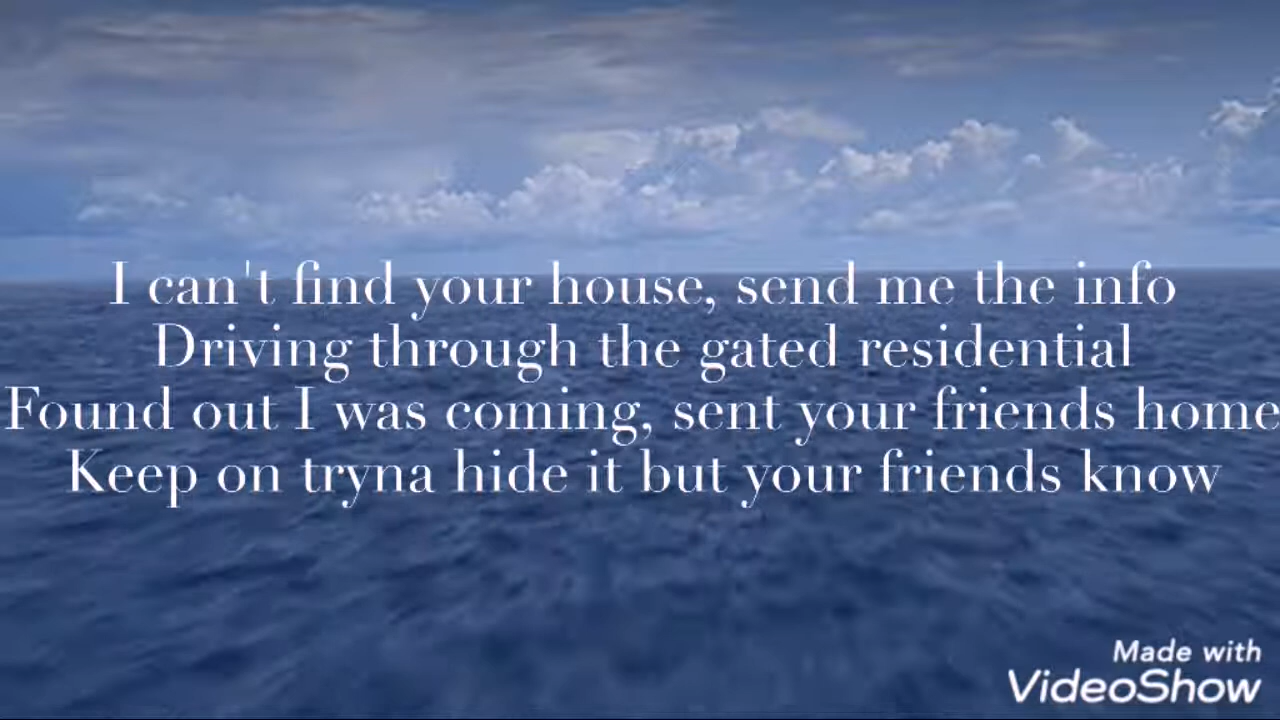 I can't find your house, send me the info
Driving through the gated residential
Found out I was coming, sent your friends home
Keep on tryna hide it but your friends know
Made with
VideoShow